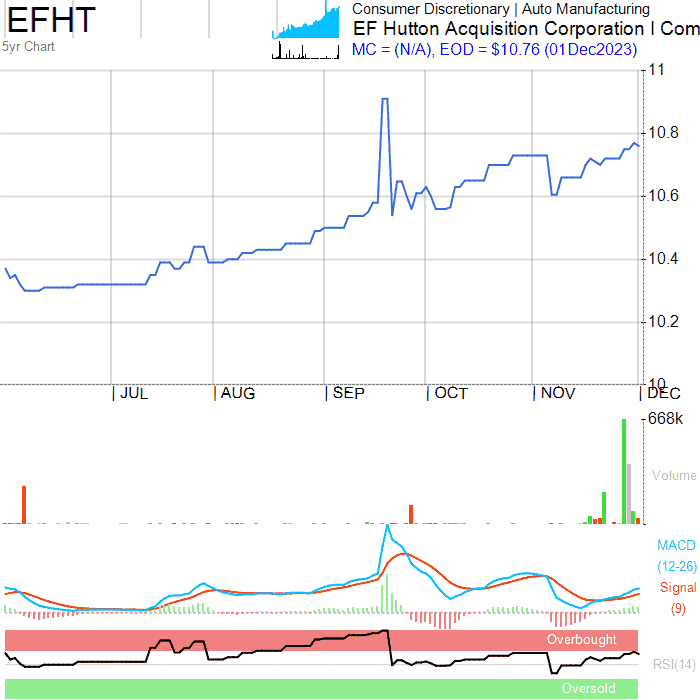 EFHT
5yr Chart
Consumer Discretionary | Auto Manufacturing
EF Hutton Acquisition Corporation I Com
MC = (N/A), EOD = $10.76 (01Dec2023)
11
10.8
10.6
10.4
10.2
10
JUL
AUG
SEP
OCT
NOV
DEC
668k
Volume
MACD
(12-26)
Signal
(9)
Overbought
RSI(14)
Oversold